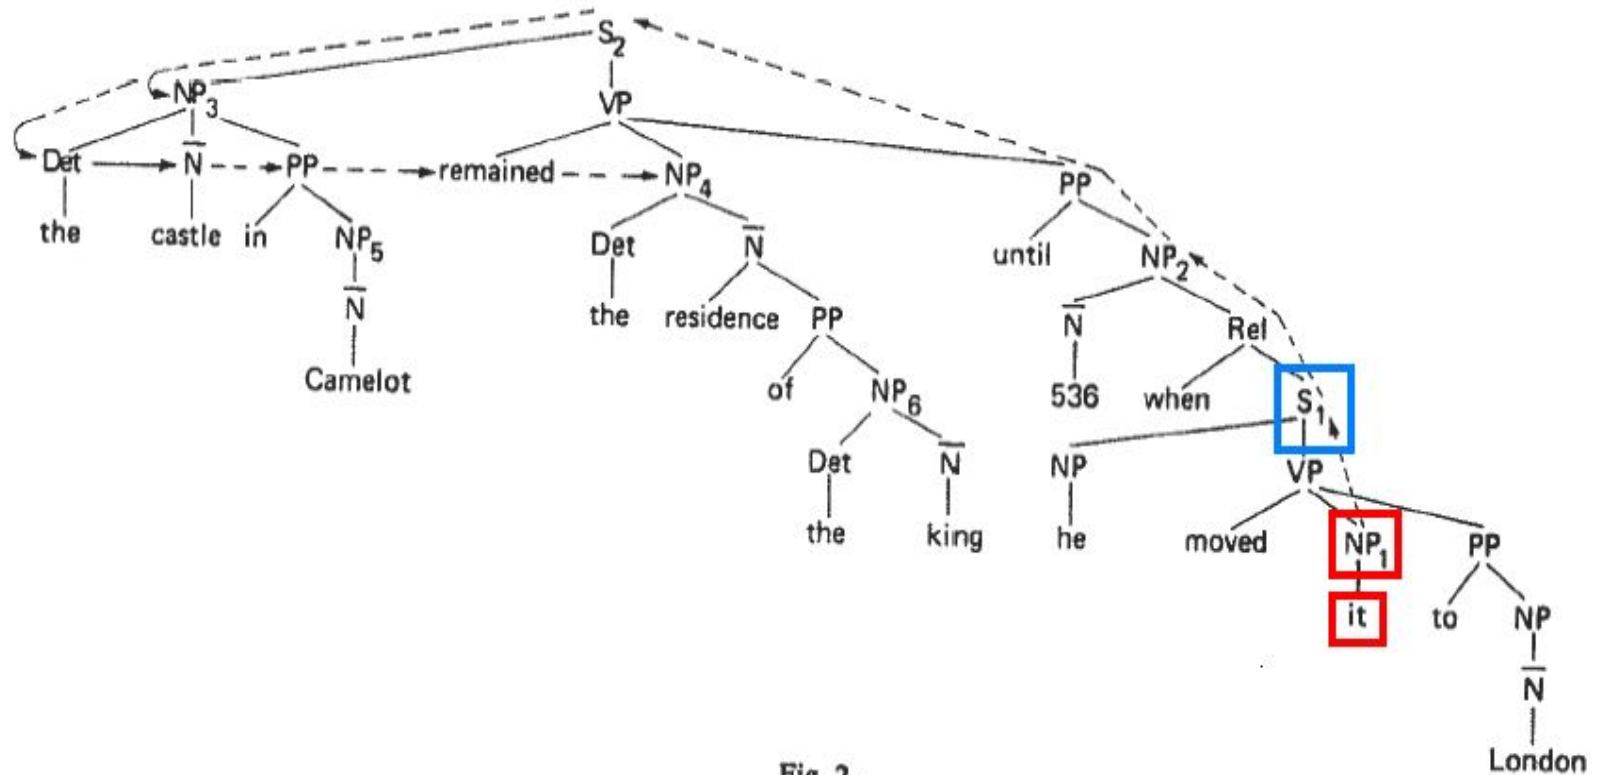 S2
NP3 VP
Det N PP remained NP4 PP
the castle in NP5 Det N until NP2
N the residence PP N Rel
Camelot of NP6 536 when S1
Det N NP VP
the king he moved NP1 PP
it to NP
N
London
Fig. 2